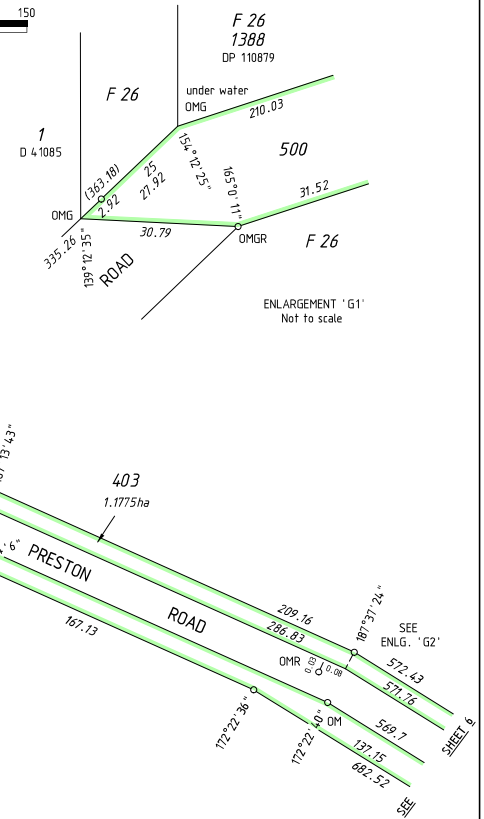 150
F 26
1388
DP 110879
F 26
under water
OMG
210.03
1
D 41085
500
154°12'25"
(363.18)
25
27.92
165°0'11"
31.52
2.92
OMG
30.79
OMGR
F 26
335.26
139°12'35"
ROAD
ENLARGEMENT 'G1'
Not to scale
13'43"
403
1.1775ha
6"
PRESTON
ROAD
209.16
286.83
187°37'24"
SEE
ENLG. 'G2'
167.13
OMR
0.03
0.08
572.43
571.76
172°22'36"
172°22'40"
OM
569.7
137.15
682.52
SHEET 6
SEE